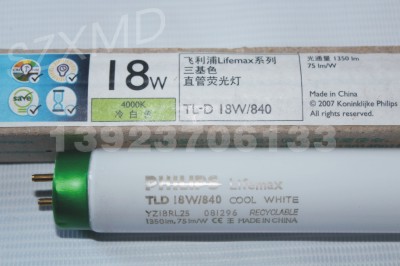 SZXMD
18W
4000K
冷白色
save
飞利浦Lifemax系列
三基色
直管荧光灯
TL-D 18W/840
光通量 1350 lm
75 lm/W
Made in China
© 2007 Koninklijke Philips
All rights reserved.
13923706133
PHILIPS Lifemax
TLD 18W/840 COOL WHITE
YZ18RL25 081296 RECYCLABLE
1350lm, 75lm/W CE MADE IN CHINA